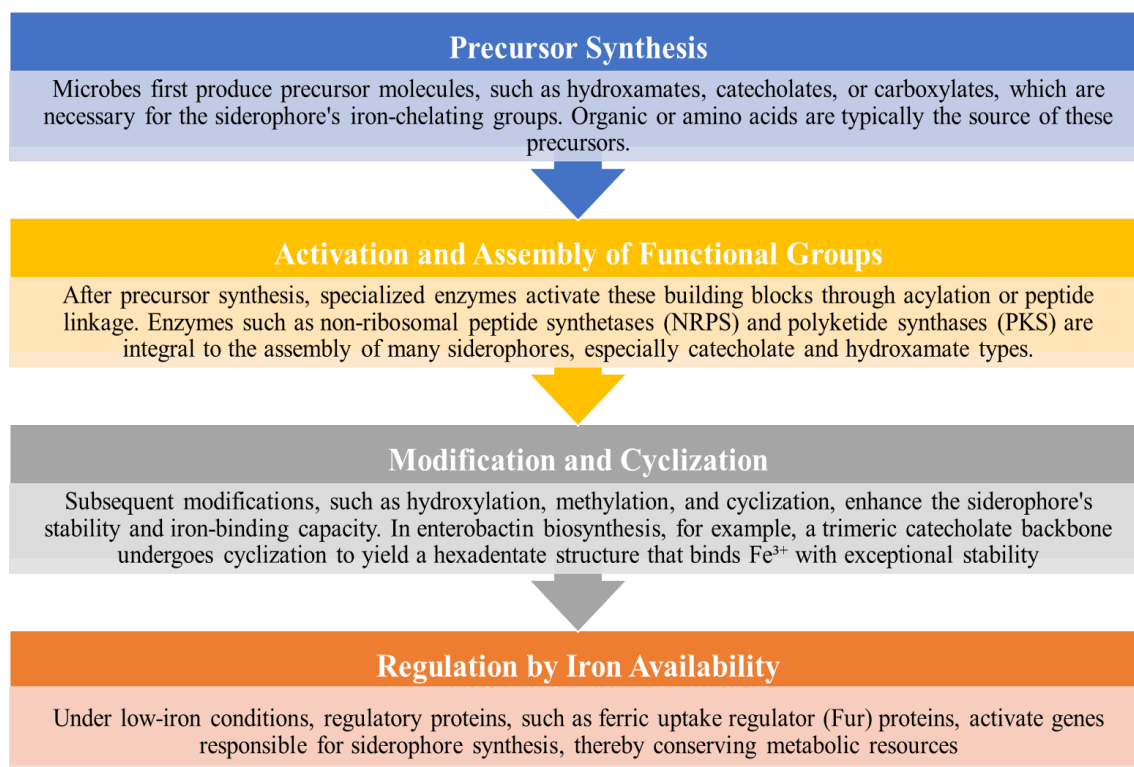 Precursor Synthesis
Microbes first produce precursor molecules, such as hydroxamates, catecholates, or carboxylates, which are
necessary for the siderophore's iron-chelating groups. Organic or amino acids are typically the source of these
precursors.
Activation and Assembly of Functional Groups
After precursor synthesis, specialized enzymes activate these building blocks through acylation or peptide
linkage. Enzymes such as non-ribosomal peptide synthetases (NRPS) and polyketide synthases (PKS) are
integral to the assembly of many siderophores, especially catecholate and hydroxamate types.
Modification and Cyclization
Subsequent modifications, such as hydroxylation, methylation, and cyclization, enhance the siderophore's
stability and iron-binding capacity. In enterobactin biosynthesis, for example, a trimeric catecholate backbone
undergoes cyclization to yield a hexadentate structure that binds Fe³⁺ with exceptional stability
Regulation by Iron Availability
Under low-iron conditions, regulatory proteins, such as ferric uptake regulator (Fur) proteins, activate genes
responsible for siderophore synthesis, thereby conserving metabolic resources